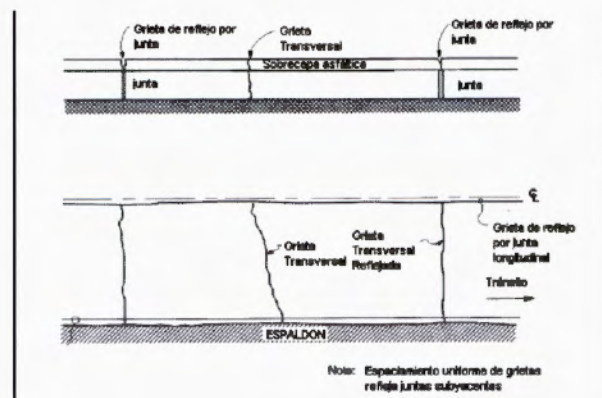 Grieta de reflejo por
junta
Grieta
Transversal
Grieta de reflejo por
junta
Sobrecapa asfática
junta
junta
℄
Grieta de reflejo
por junta
longitudinal
Grieta
Transversal
Grieta
Transversal
Reflejada
Tránsito
ESPALDON
Nota: Espaciamiento uniforme de grietas
refleja juntas subyacentes